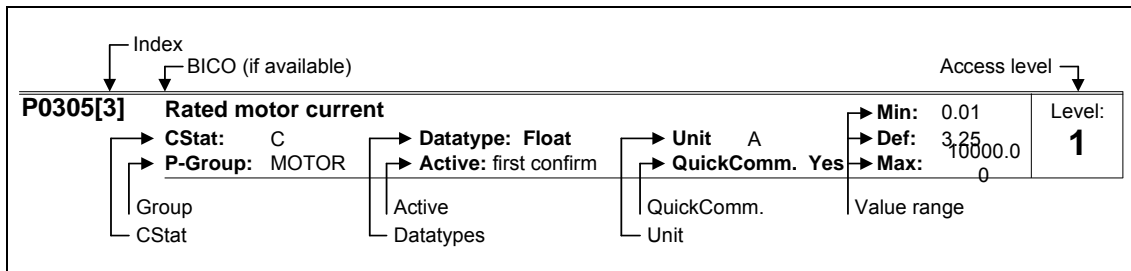 Index
BICO (if available)
Access level
P0305[3] Rated motor current Min: 0.01 Level:
CStat: C Datatype: Float Unit A Def: 3.25 1
P-Group: MOTOR Active: first confirm QuickComm. Yes Max: 10000.0
0
Group Active QuickComm. Value range
CStat Datatypes Unit